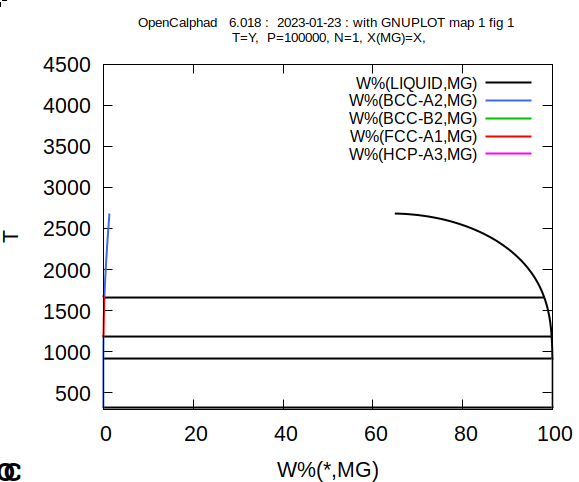 OpenCalphad 6.018 : 2023-01-23 : with GNUPLOT map 1 fig 1
T=Y, P=100000, N=1, X(MG)=X,
4500
4000
3500
3000
2500
2000
1500
1000
500
W%(LIQUID,MG)
W%(BCC-A2,MG)
W%(BCC-B2,MG)
W%(FCC-A1,MG)
W%(HCP-A3,MG)
T
0 20 40 60 80 100
W%(*,MG)